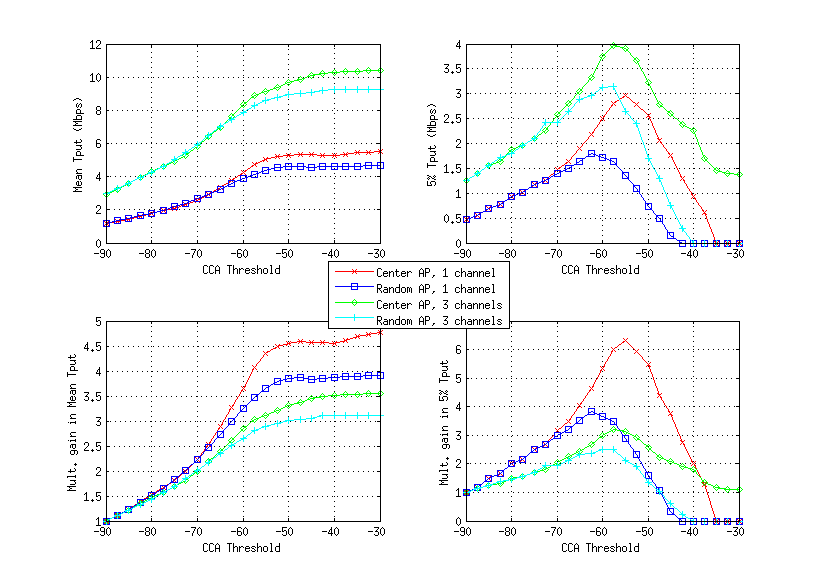 12
10
8
6
4
2
0
Mean Tput (Mbps)
-90 -80 -70 -60 -50 -40 -30
CCA Threshold
4
3.5
3
2.5
2
1.5
1
0.5
0
5% Tput (Mbps)
-90 -80 -70 -60 -50 -40 -30
CCA Threshold
Center AP, 1 channel
Random AP, 1 channel
Center AP, 3 channels
Random AP, 3 channels
5
4.5
4
3.5
3
2.5
2
1.5
1
Mult. gain in Mean Tput
-90 -80 -70 -60 -50 -40 -30
CCA Threshold
6
5
4
3
2
1
0
Mult. gain in 5% Tput
-90 -80 -70 -60 -50 -40 -30
CCA Threshold